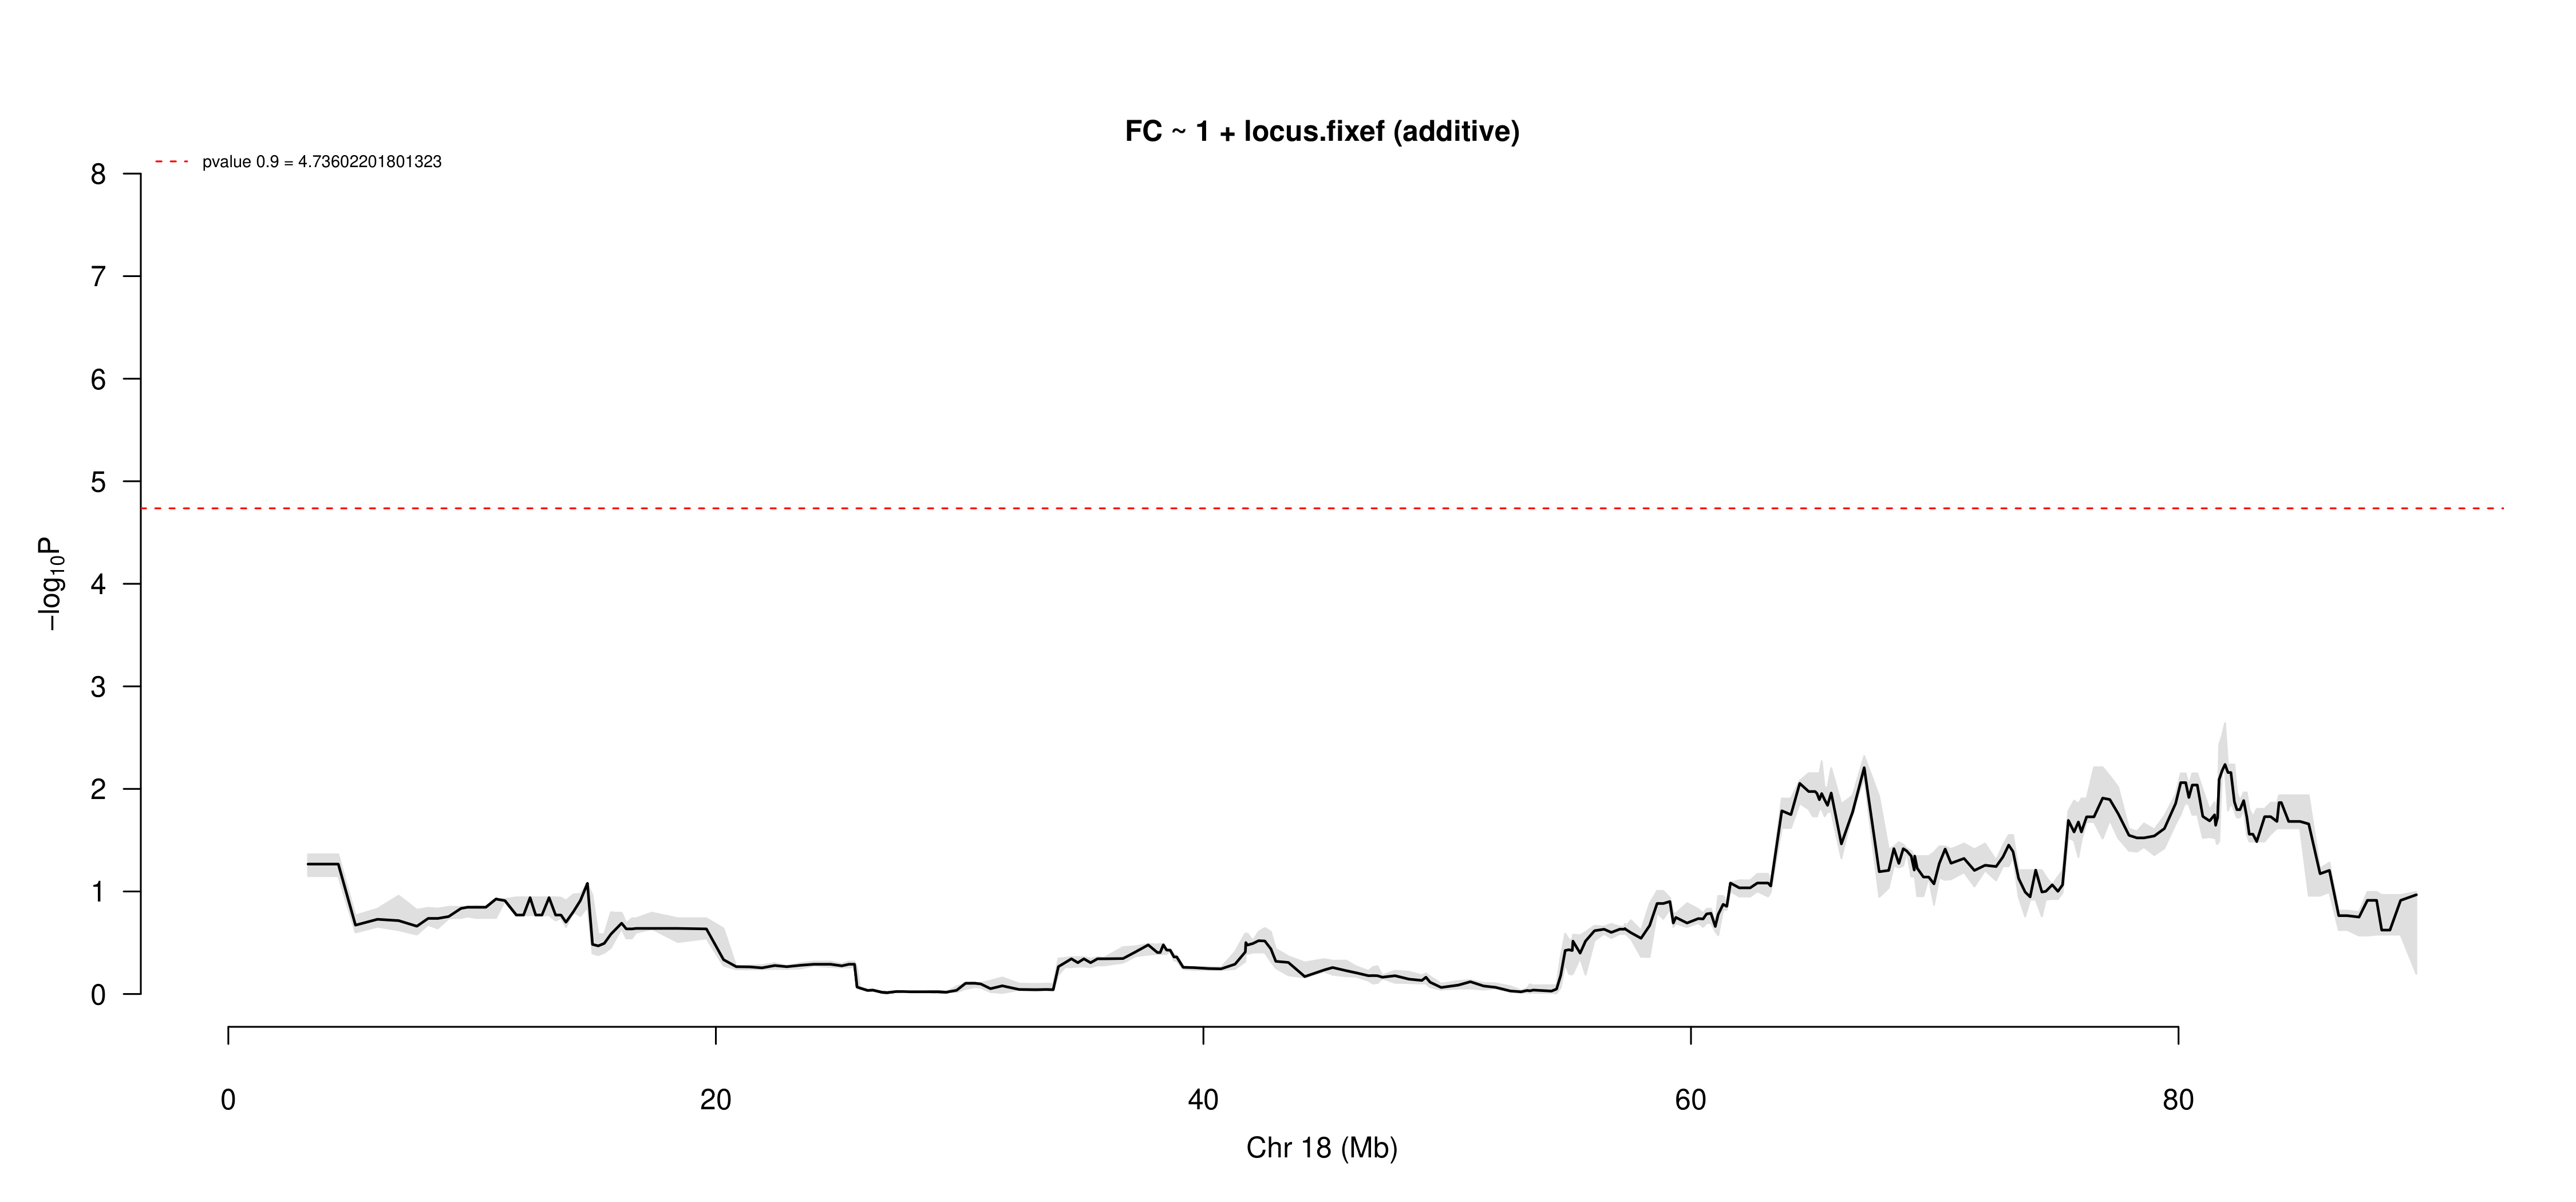 FC ~ 1 + locus.fixef (additive)
pvalue 0.9 = 4.73602201801323
8
7
6
5
4
3
2
1
0
−log10P
0 20 40 60 80
Chr 18 (Mb)